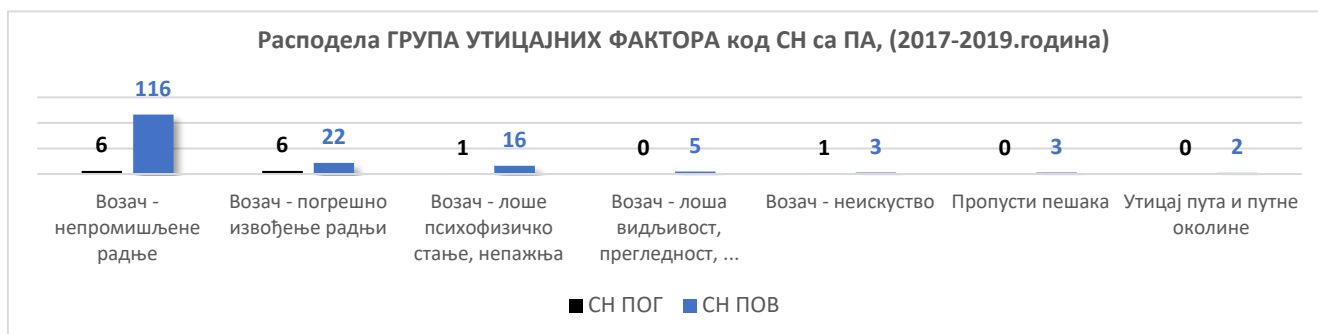 Расподела ГРУПА УТИЦАЈНИХ ФАКТОРА код СН са ПА, (2017-2019.година)
116
6 6 22 1 16 0 5 1 3 0 3 0 2
Возач -
непромишљене
радње
Возач - погрешно
извођење радњи
Возач - лоше
психофизичко
стање, непажња
Возач - лоша
видљивост,
прегледност, ...
Возач - неискуство
Пропусти пешака
Утицај пута и путне
околине
СН ПОГ СН ПОВ